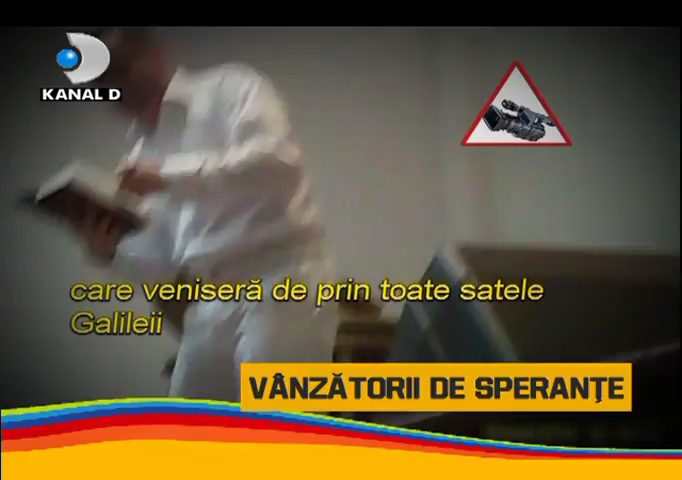 KANAL D
care veniseră de prin toate satele
Galileii
VÂNZĂTORII DE SPERANŢE